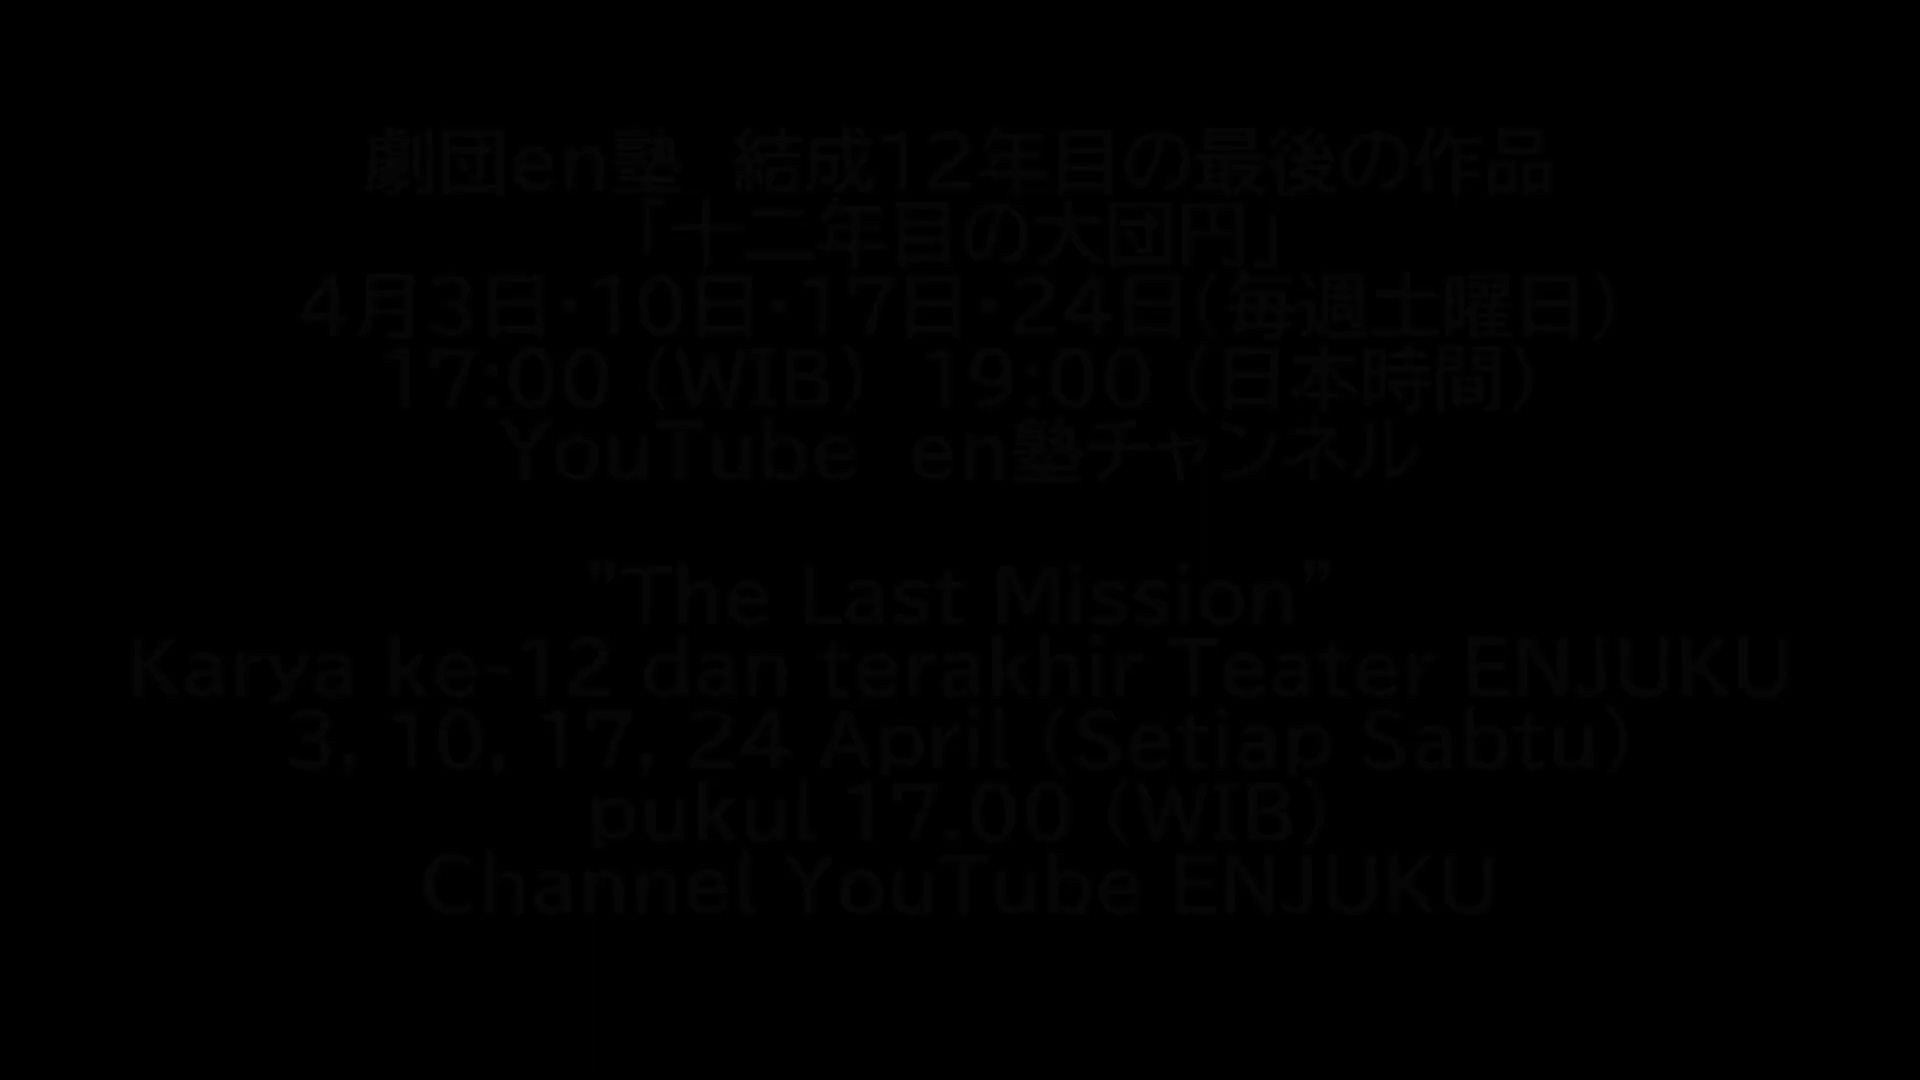 劇団en塾 結成12年目の最後の作品
「十二年目の大団円」
4月3日・10日・17日・24日(毎週土曜日)
17:00 (WIB) 19:00 (日本時間)
YouTube en塾チャンネル
"The Last Mission"
Karya ke-12 dan terakhir Teater ENJUKU
3, 10, 17, 24 April (Setiap Sabtu)
pukul 17.00 (WIB)
Channel YouTube ENJUKU